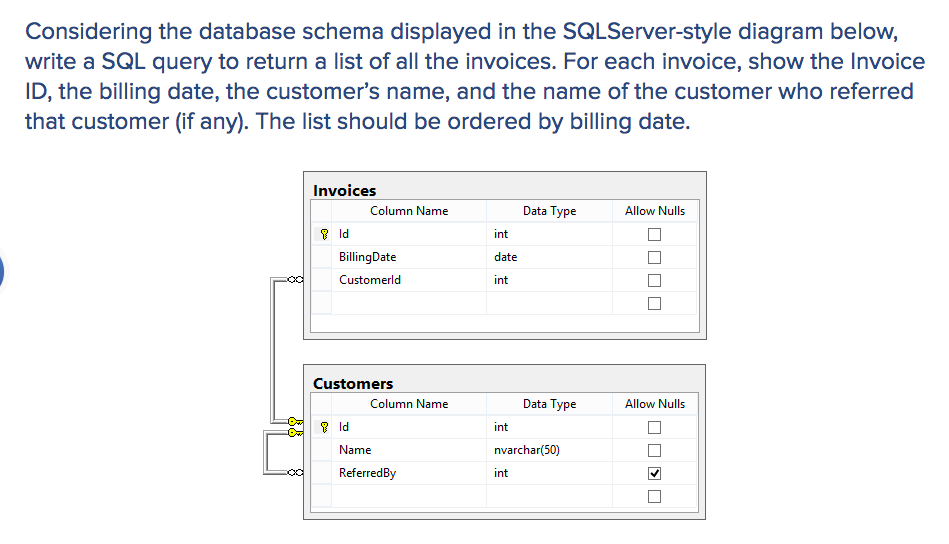 Considering the database schema displayed in the SQLServer-style diagram below,
write a SQL query to return a list of all the invoices. For each invoice, show the Invoice
ID, the billing date, the customer’s name, and the name of the customer who referred
that customer (if any). The list should be ordered by billing date.
Invoices
Column Name Data Type Allow Nulls
Id int
BillingDate date
CustomerId int
Customers
Column Name Data Type Allow Nulls
Id int
Name nvarchar(50)
ReferredBy int